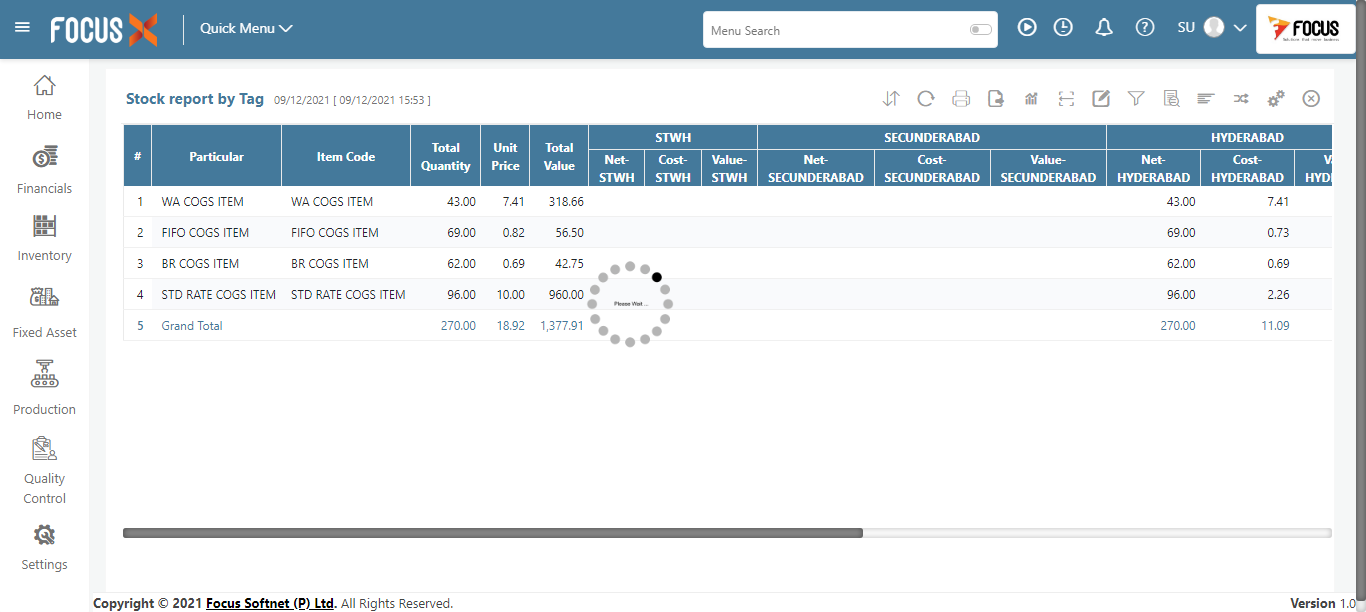 FOCUS X Quick Menu Menu Search SU FOCUS
Stock report by Tag 09/12/2021 [ 09/12/2021 15:53 ]
Home
Financials
Inventory
Fixed Asset
Production
Quality
Control
Settings
# Particular Item Code Total Quantity Unit Price Total Value STWH SECUNDERABAD HYDERABAD
Net-STWH Cost-STWH Value-STWH Net-SECUNDERABAD Cost-SECUNDERABAD Value-SECUNDERABAD Net-HYDERABAD Cost-HYDERABAD
1 WA COGS ITEM WA COGS ITEM 43.00 7.41 318.66 43.00 7.41
2 FIFO COGS ITEM FIFO COGS ITEM 69.00 0.82 56.50 69.00 0.73
3 BR COGS ITEM BR COGS ITEM 62.00 0.69 42.75 62.00 0.69
4 STD RATE COGS ITEM STD RATE COGS ITEM 96.00 10.00 960.00 96.00 2.26
Please Wait ...
5 Grand Total 270.00 18.92 1,377.91 270.00 11.09
Copyright © 2021 Focus Softnet (P) Ltd. All Rights Reserved. Version 1.0